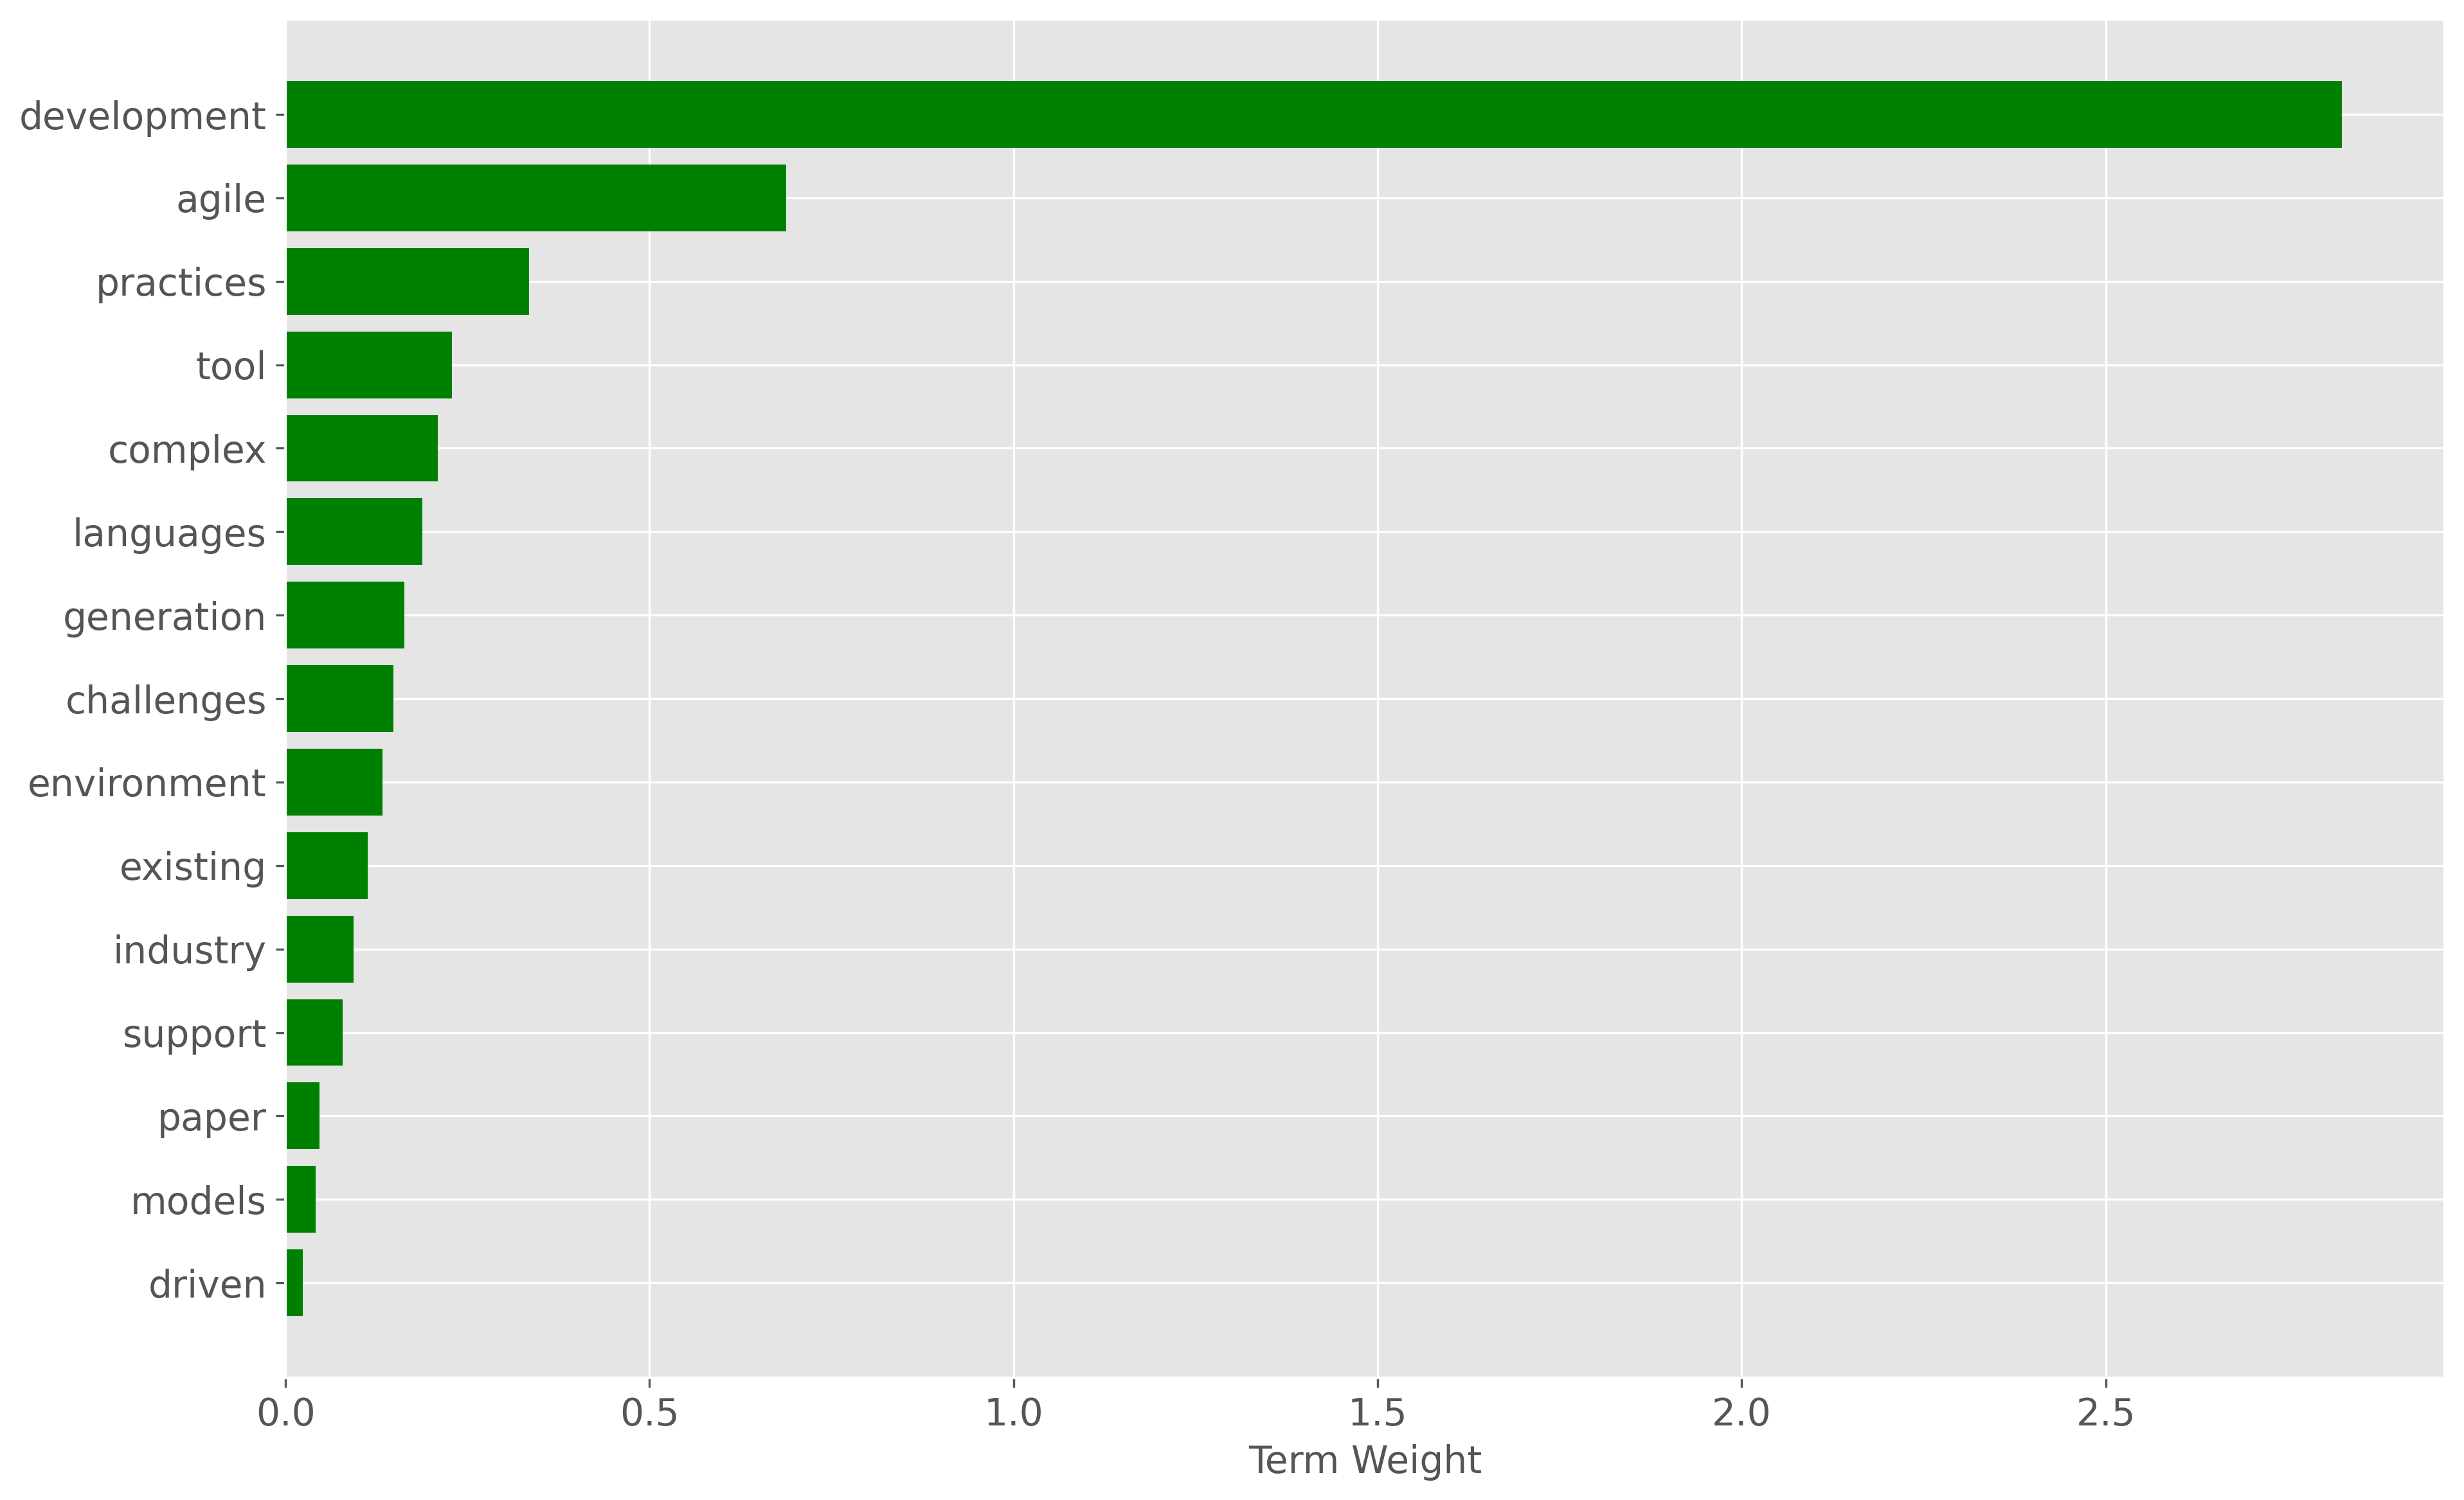 development
agile
practices
tool
complex
languages
generation
challenges
environment
existing
industry
support
paper
models
driven
0.0 0.5 1.0 1.5 2.0 2.5
Term Weight